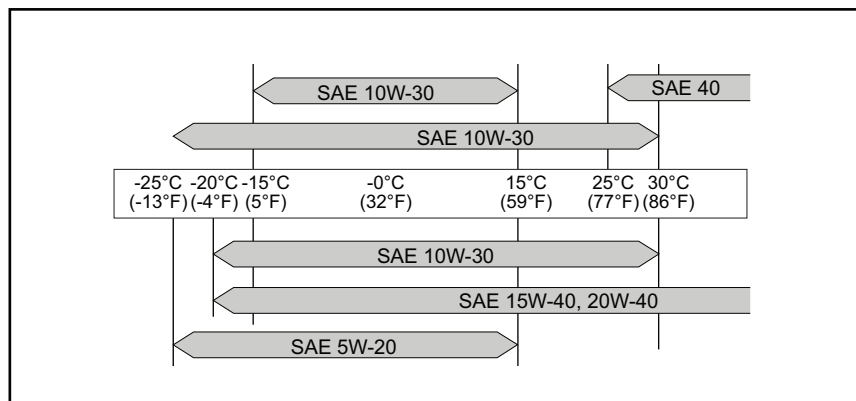 SAE 10W-30
SAE 40
SAE 10W-30
-25°C -20°C -15°C -0°C 15°C 25°C 30°C
(-13°F) (-4°F) (5°F) (32°F) (59°F) (77°F) (86°F)
SAE 10W-30
SAE 15W-40, 20W-40
SAE 5W-20